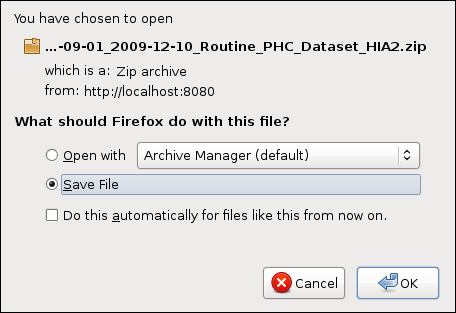 You have chosen to open
...-09-01_2009-12-10_Routine_PHC_Dataset_HIA2.zip
which is a: Zip archive
from: http://localhost:8080
What should Firefox do with this file?
Open with Archive Manager (default)
Save File
Do this automatically for files like this from now on.
Cancel OK